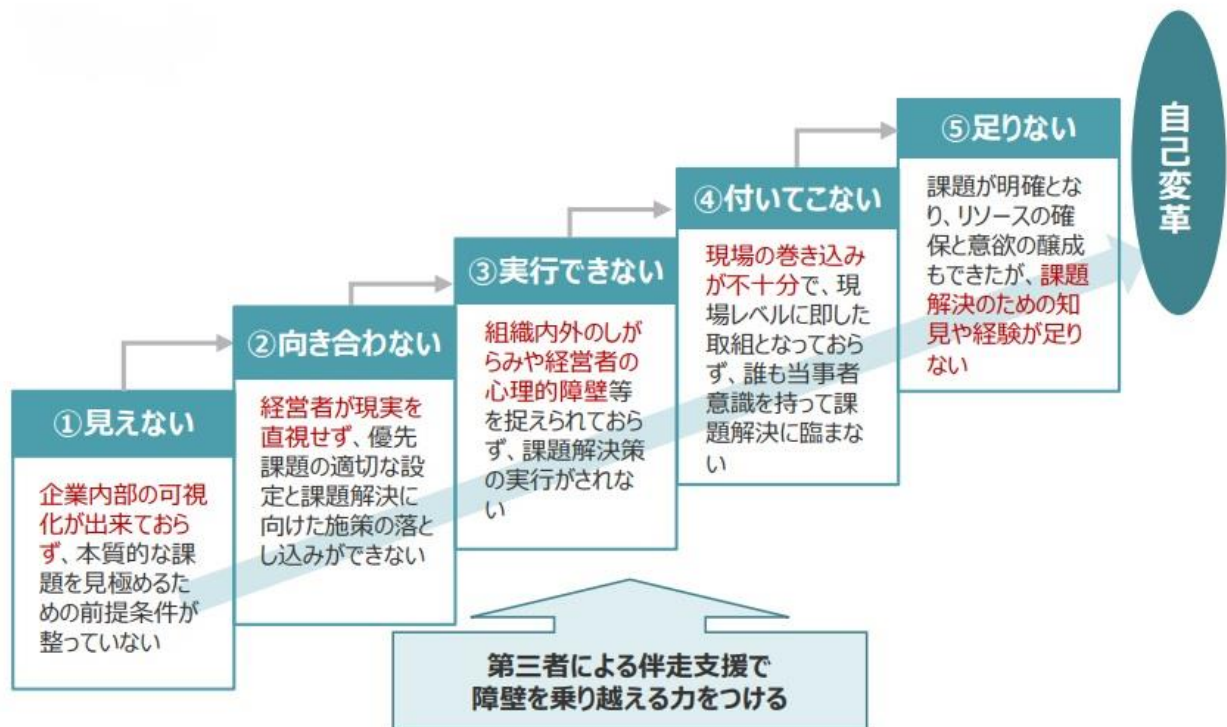 ①見えない
企業内部の可視
化が出来ておら
ず、本質的な課
題を見極めるた
めの前提条件が
整っていない
②向き合わない
経営者が現実を
直視せず、優先
課題の適切な設
定と課題解決に
向けた施策の落と
し込みができない
③実行できない
組織内外のしが
らみや経営者の
心理的障壁等
を捉えられておら
ず、課題解決策
の実行がされな
い
④付いてこない
現場の巻き込み
が不十分で、現
場レベルに即した
取組となっておら
ず、誰も当事者
意識を持って課
題解決に臨まな
い
⑤足りない
課題が明確とな
り、リソースの確
保と意欲の醸成
もできたが、課題
解決のための知
見や経験が足り
ない
自己変革
第三者による伴走支援で
障壁を乗り越える力をつける